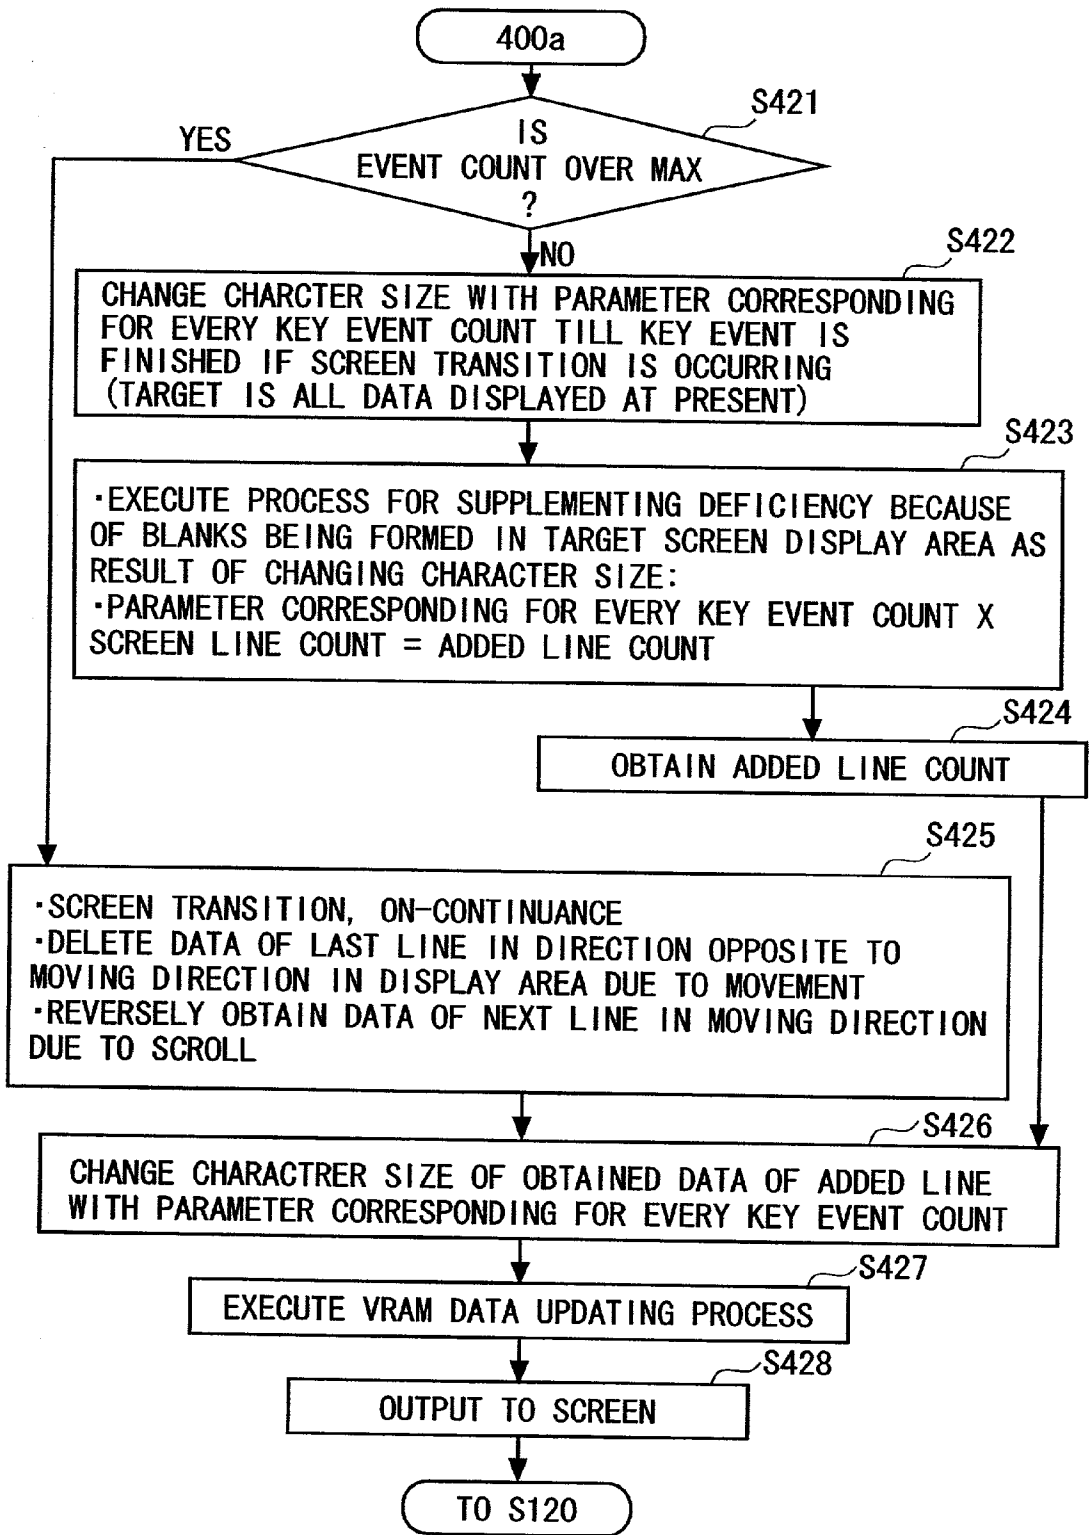 400a
S421
YES
IS
EVENT COUNT OVER MAX
?
NO
S422
CHANGE CHARCTER SIZE WITH PARAMETER CORRESPONDING
FOR EVERY KEY EVENT COUNT TILL KEY EVENT IS
FINISHED IF SCREEN TRANSITION IS OCCURRING
(TARGET IS ALL DATA DISPLAYED AT PRESENT)
S423
·EXECUTE PROCESS FOR SUPPLEMENTING DEFICIENCY BECAUSE
OF BLANKS BEING FORMED IN TARGET SCREEN DISPLAY AREA AS
RESULT OF CHANGING CHARACTER SIZE:
·PARAMETER CORRESPONDING FOR EVERY KEY EVENT COUNT X
SCREEN LINE COUNT = ADDED LINE COUNT
S424
OBTAIN ADDED LINE COUNT
S425
·SCREEN TRANSITION, ON-CONTINUANCE
·DELETE DATA OF LAST LINE IN DIRECTION OPPOSITE TO
MOVING DIRECTION IN DISPLAY AREA DUE TO MOVEMENT
·REVERSELY OBTAIN DATA OF NEXT LINE IN MOVING DIRECTION
DUE TO SCROLL
S426
CHANGE CHARACTRER SIZE OF OBTAINED DATA OF ADDED LINE
WITH PARAMETER CORRESPONDING FOR EVERY KEY EVENT COUNT
S427
EXECUTE VRAM DATA UPDATING PROCESS
S428
OUTPUT TO SCREEN
TO S120